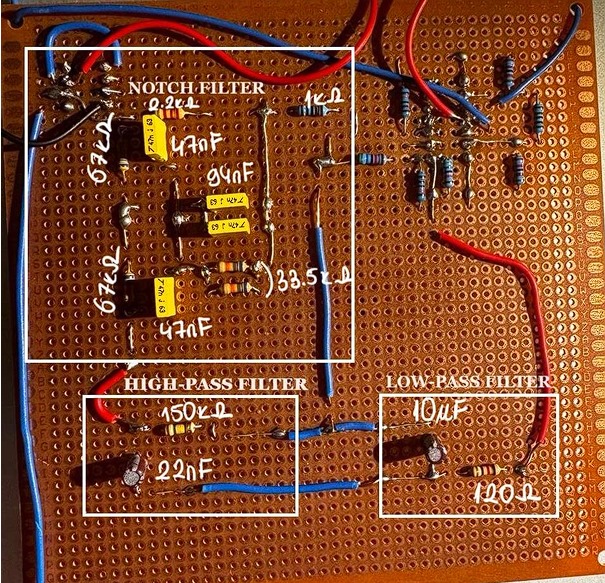 NOTCH FILTER
2.2kΩ
1kΩ
67kΩ
47nF
94nF
67kΩ
33.5kΩ
47nF
HIGH-PASS FILTER
LOW-PASS FILTER
150kΩ
10µF
22nF
120Ω